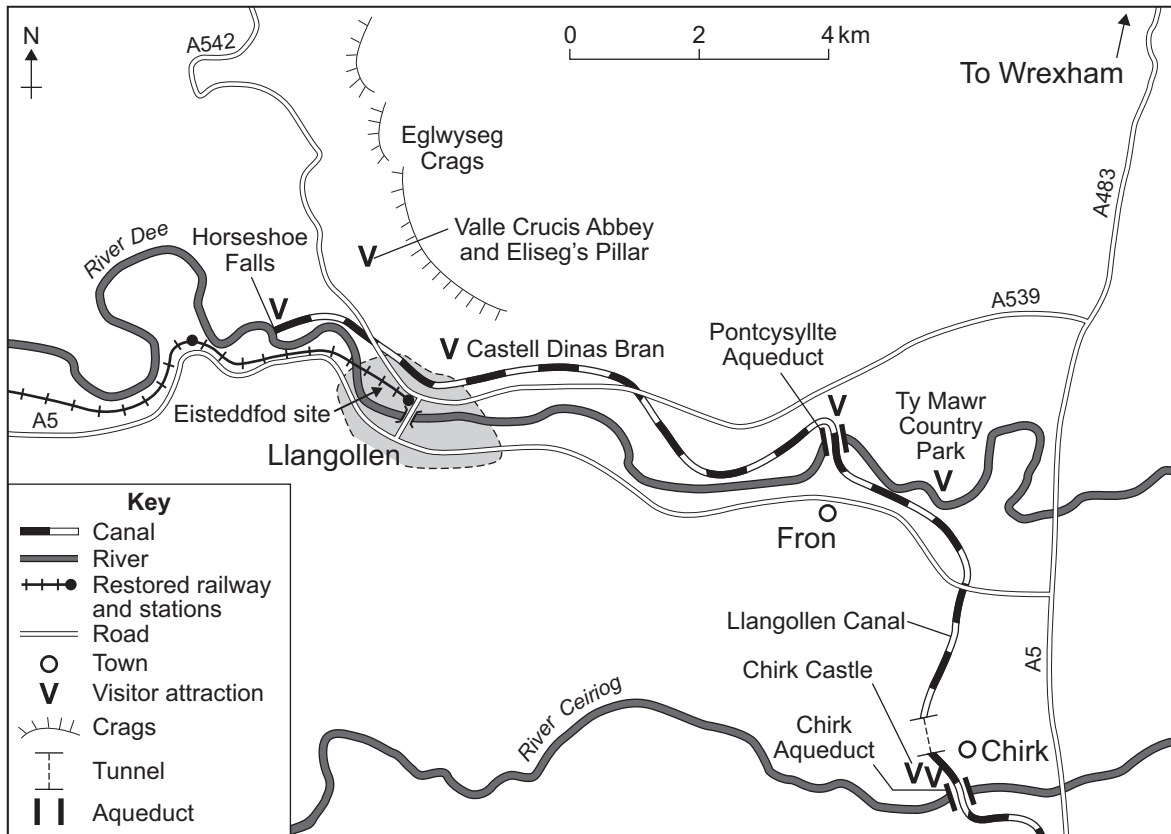 N
A542
0 2 4 km
To Wrexham
Eglwyseg
Crags
A483
Valle Crucis Abbey
and Eliseg's Pillar
River Dee
Horseshoe
Falls
A539
Pontcysyllte
Aqueduct
Castell Dinas Bran
Ty Mawr
Country
Park
Eisteddfod site
A5
Llangollen
Fron
Key
Canal
River
Restored railway
and stations
Road
Town
Visitor attraction
Crags
Tunnel
Aqueduct
Llangollen Canal
A5
Chirk Castle
River Ceiriog
Chirk
Aqueduct
Chirk